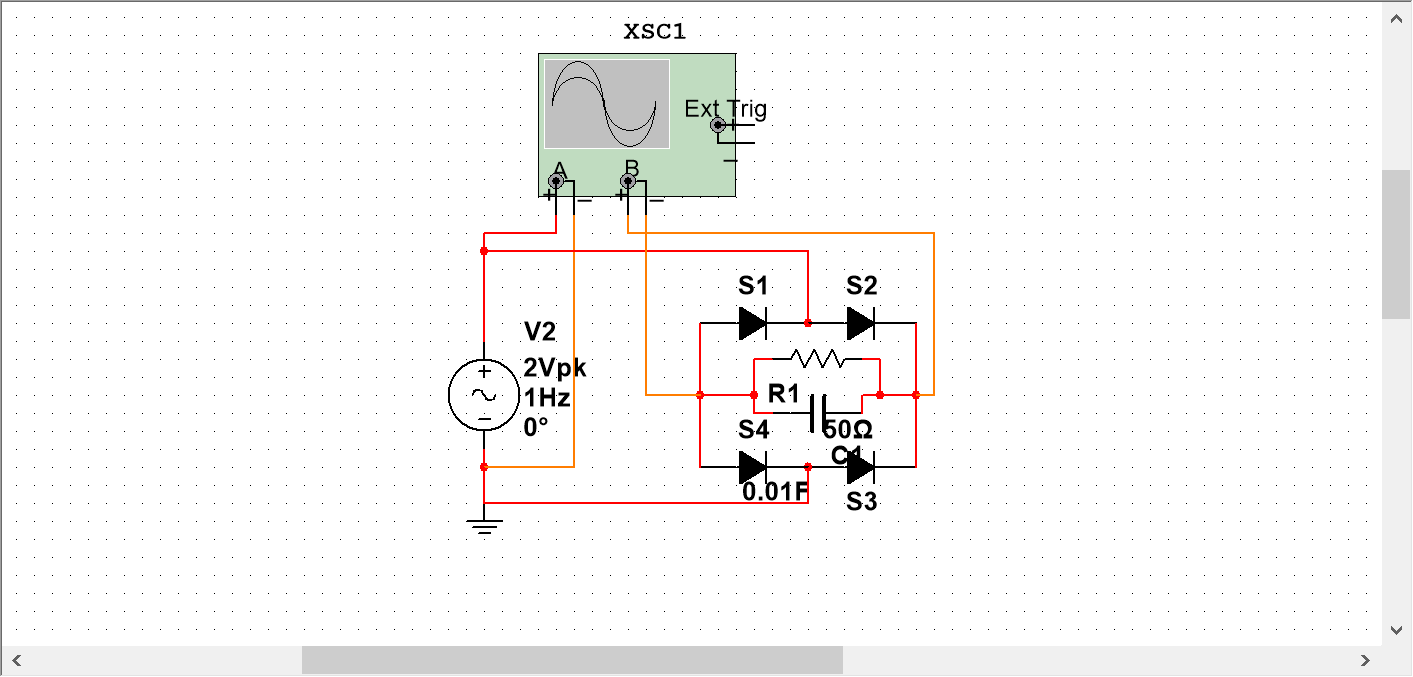 XSC1
Ext Trig
+
_
A
B
+
_
+
_
S1
S2
V2
2Vpk
1Hz
0°
R1
S4
50Ω
C1
0.01F
S3